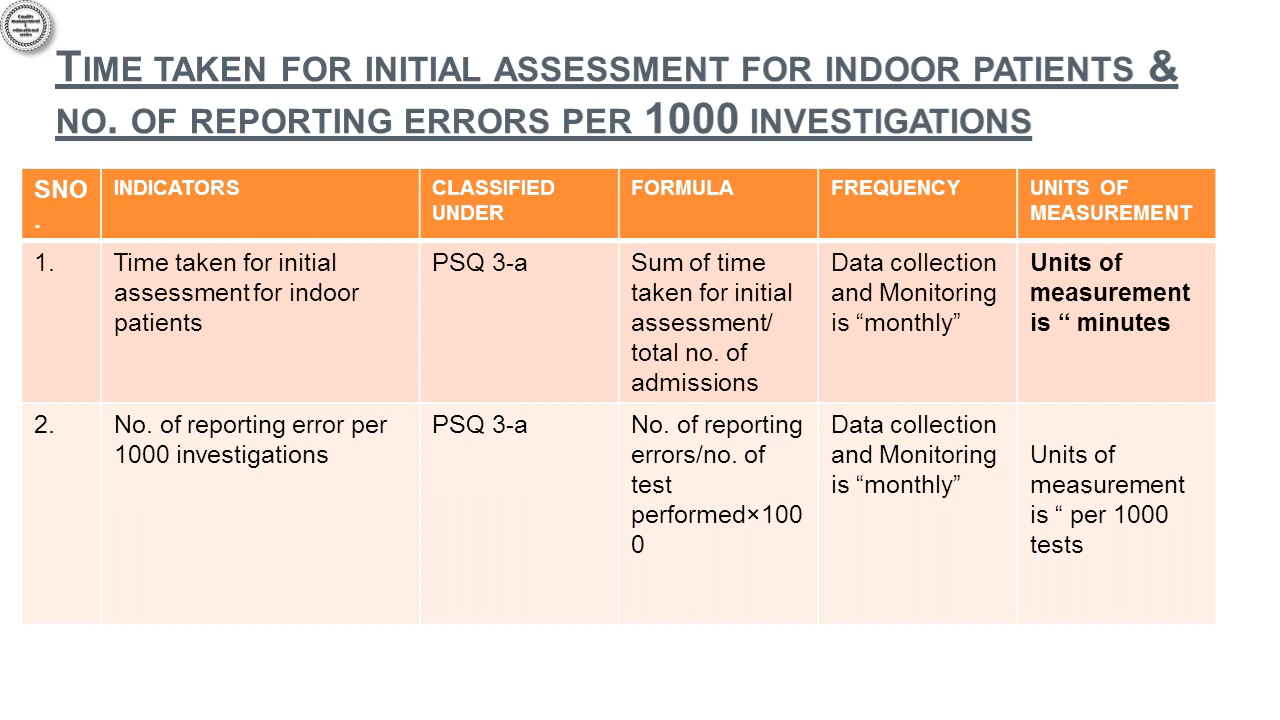 Quality
management
&
educational
series
TIME TAKEN FOR INITIAL ASSESSMENT FOR INDOOR PATIENTS &
NO. OF REPORTING ERRORS PER 1000 INVESTIGATIONS
SNO
.
INDICATORS
CLASSIFIED
UNDER
FORMULA
FREQUENCY
UNITS OF
MEASUREMENT
1.
Time taken for initial
assessment for indoor
patients
PSQ 3-a
Sum of time
taken for initial
assessment/
total no. of
admissions
Data collection
and Monitoring
is “monthly”
Units of
measurement
is “ minutes
2.
No. of reporting error per
1000 investigations
PSQ 3-a
No. of reporting
errors/no. of
test
performed×100
0
Data collection
and Monitoring
is “monthly”
Units of
measurement
is “ per 1000
tests